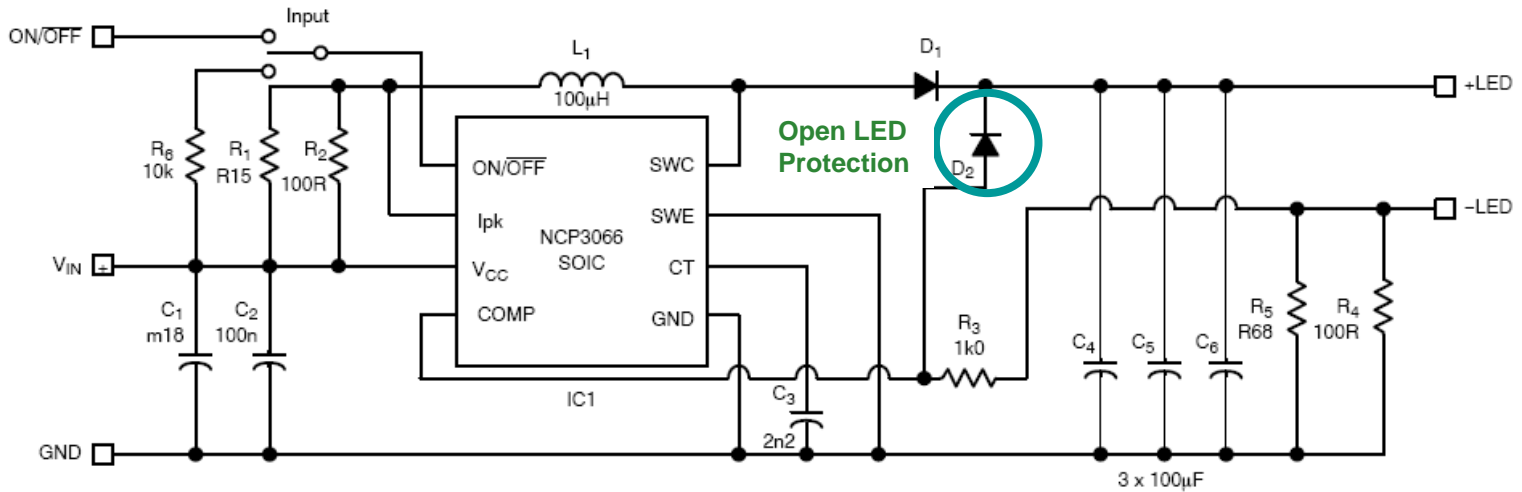 Input
ON/OFF
L1
100µH
D1
+LED
Open LED
Protection
R6
10k
R1
R15
R2
100R
ON/OFF
SWC
D2
Ipk
SWE
-LED
NCP3066
SOIC
VIN
+
VCC
CT
COMP
GND
C1
m18
C2
100n
R3
1k0
C4
C5
C6
R5
R68
R4
100R
IC1
C3
2n2
GND
3 x 100µF